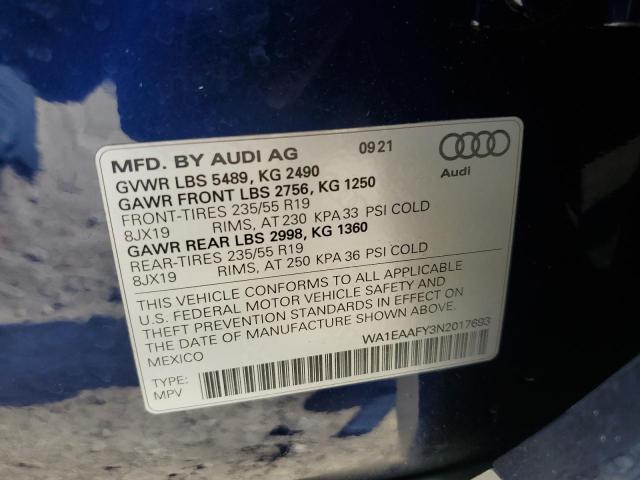 MFD. BY AUDI AG 09 21
GVWR LBS 5489, KG 2490
GAWR FRONT LBS 2756, KG 1250
FRONT-TIRES 235/55 R19
8JX19 RIMS, AT 230 KPA 33 PSI COLD
GAWR REAR LBS 2998, KG 1360
REAR-TIRES 235/55 R19
8JX19 RIMS, AT 250 KPA 36 PSI COLD
Audi
THIS VEHICLE CONFORMS TO ALL APPLICABLE
U.S. FEDERAL MOTOR VEHICLE SAFETY AND
THEFT PREVENTION STANDARDS IN EFFECT ON
THE DATE OF MANUFACTURE SHOWN ABOVE.
MEXICO
WA1EAAFY3N2017693
TYPE:
MPV